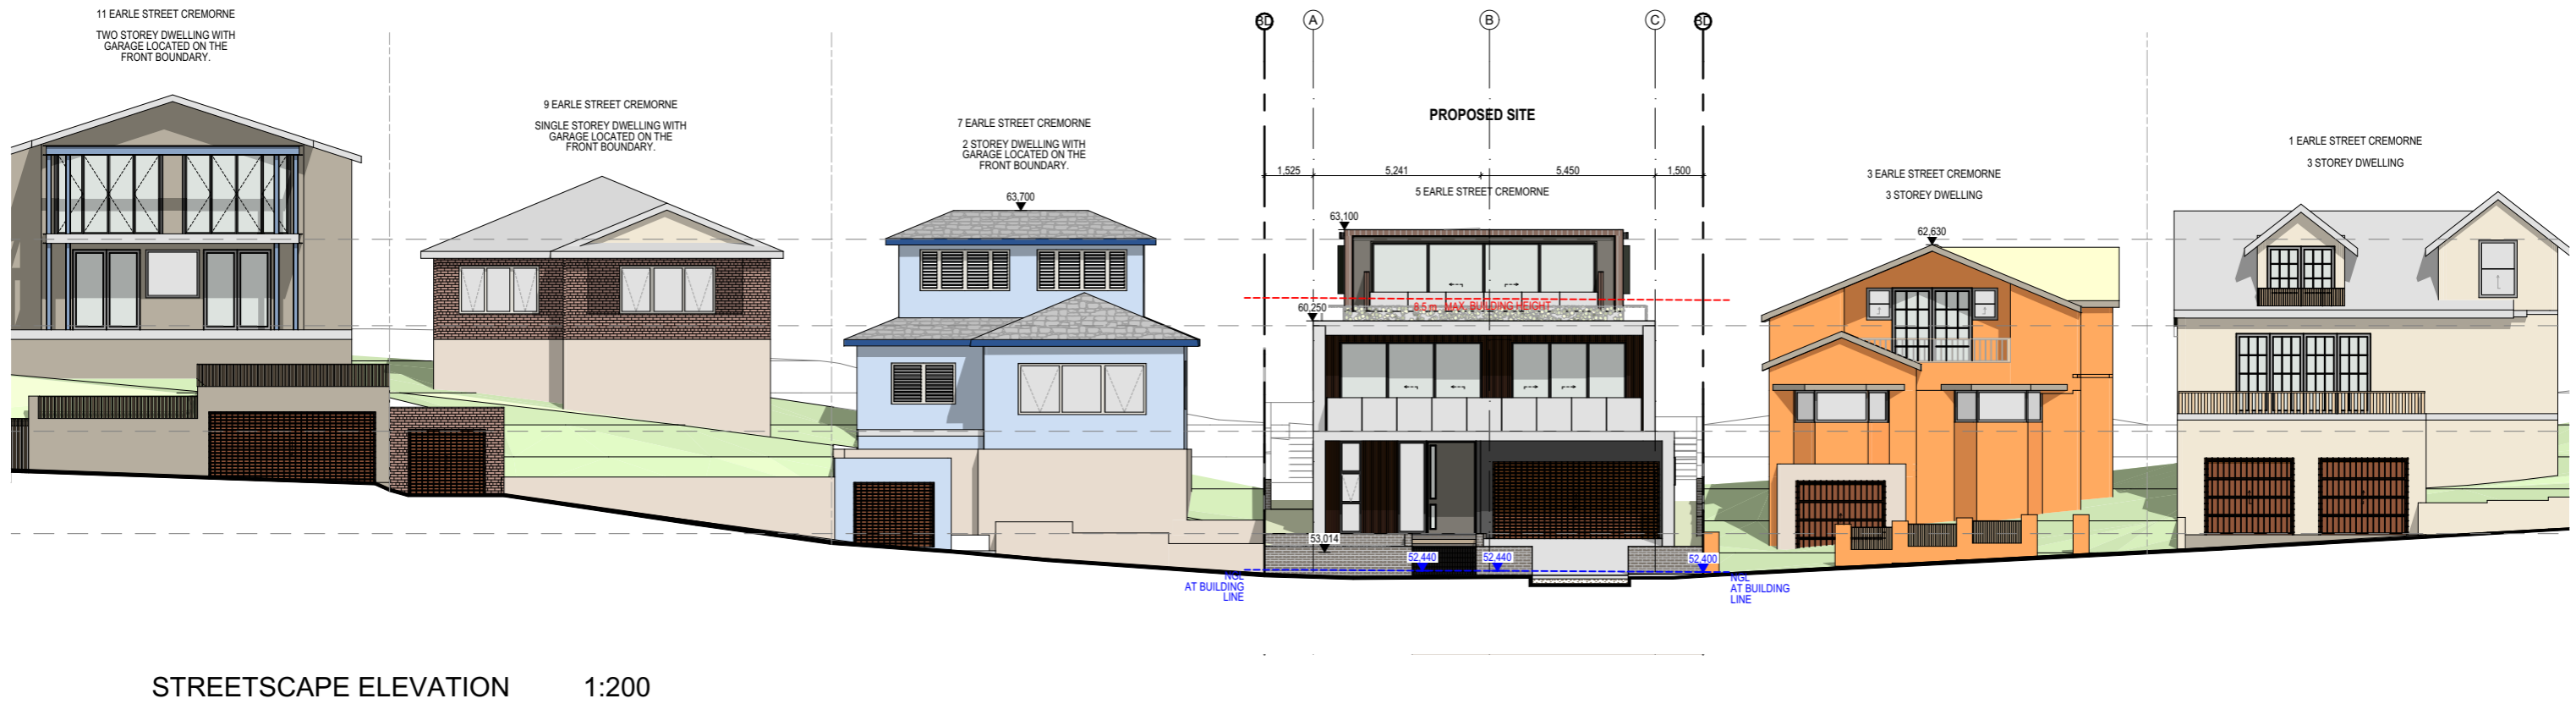 11 EARLE STREET CREMORNE
TWO STOREY DWELLING WITH
GARAGE LOCATED ON THE
FRONT BOUNDARY.
9 EARLE STREET CREMORNE
SINGLE STOREY DWELLING WITH
GARAGE LOCATED ON THE
FRONT BOUNDARY.
7 EARLE STREET CREMORNE
2 STOREY DWELLING WITH
GARAGE LOCATED ON THE
FRONT BOUNDARY.
63,700
BD
A
B
C
BD
PROPOSED SITE
1,525
5,241
5,450
1,500
5 EARLE STREET CREMORNE
63,100
60,250
8.5 m MAX. BUILDING HEIGHT
53,014
52,440
52,440
52,400
NGL
AT BUILDING
LINE
NGL
AT BUILDING
LINE
3 EARLE STREET CREMORNE
3 STOREY DWELLING
62,630
1 EARLE STREET CREMORNE
3 STOREY DWELLING
STREETSCAPE ELEVATION 1:200